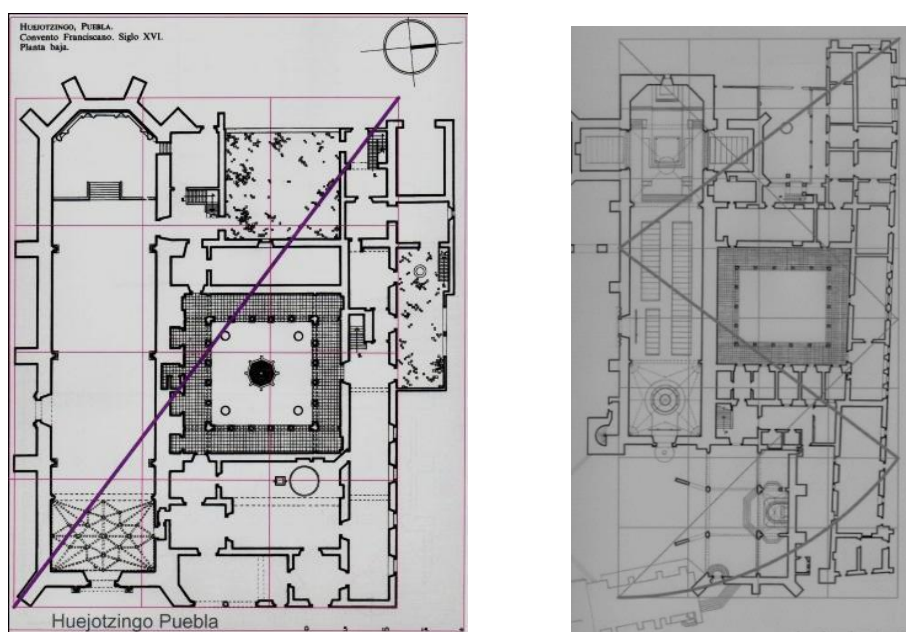 HUEJOTZINGO, PUEBLA.
Convento Franciscano. Siglo XVI.
Planta baja.
Huejotzingo Puebla